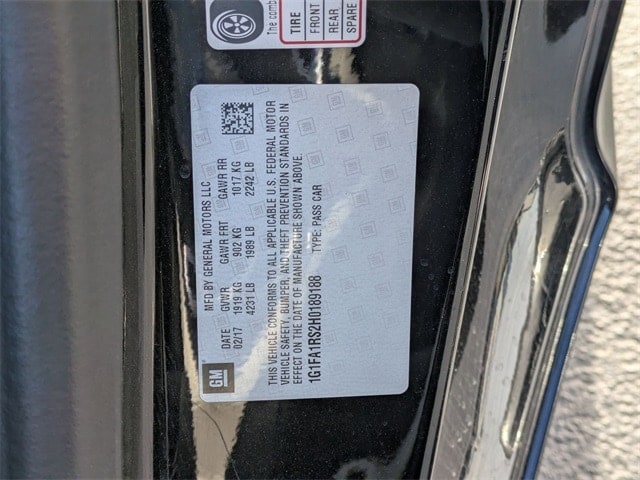 The comb
TIRE
FRONT
REAR
SPARE
MFD BY GENERAL MOTORS LLC
DATE GVWR GAWR FRT GAWR RR
02/17 1919 KG 902 KG 1017 KG
4231 LB 1989 LB 2242 LB
THIS VEHICLE CONFORMS TO ALL APPLICABLE U.S. FEDERAL MOTOR
VEHICLE SAFETY, BUMPER, AND THEFT PREVENTION STANDARDS IN
EFFECT ON THE DATE OF MANUFACTURE SHOWN ABOVE.
1G1FA1RS2H0189188 TYPE: PASS CAR
GM